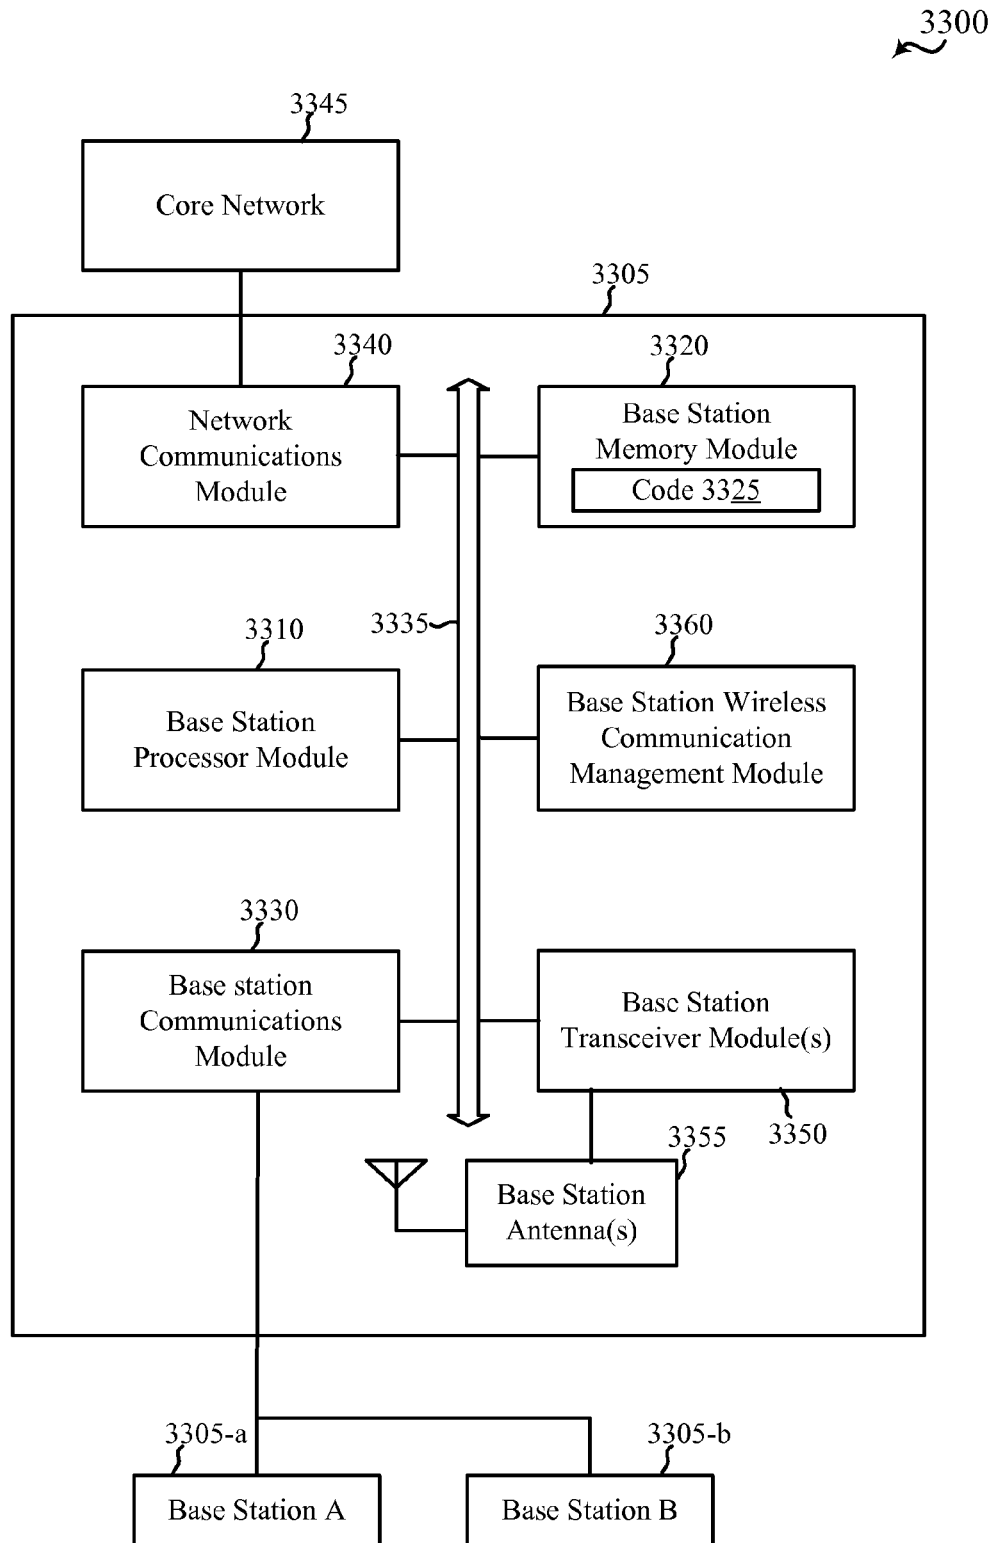 3300
3345
Core Network
3305
3340
3320
Network
Communications
Module
Base Station
Memory Module
Code 3325
3335
3310
3360
Base Station
Processor Module
Base Station Wireless
Communication
Management Module
3330
Base station
Communications
Module
Base Station
Transceiver Module(s)
3350
3355
Base Station
Antenna(s)
3305-a
3305-b
Base Station A
Base Station B